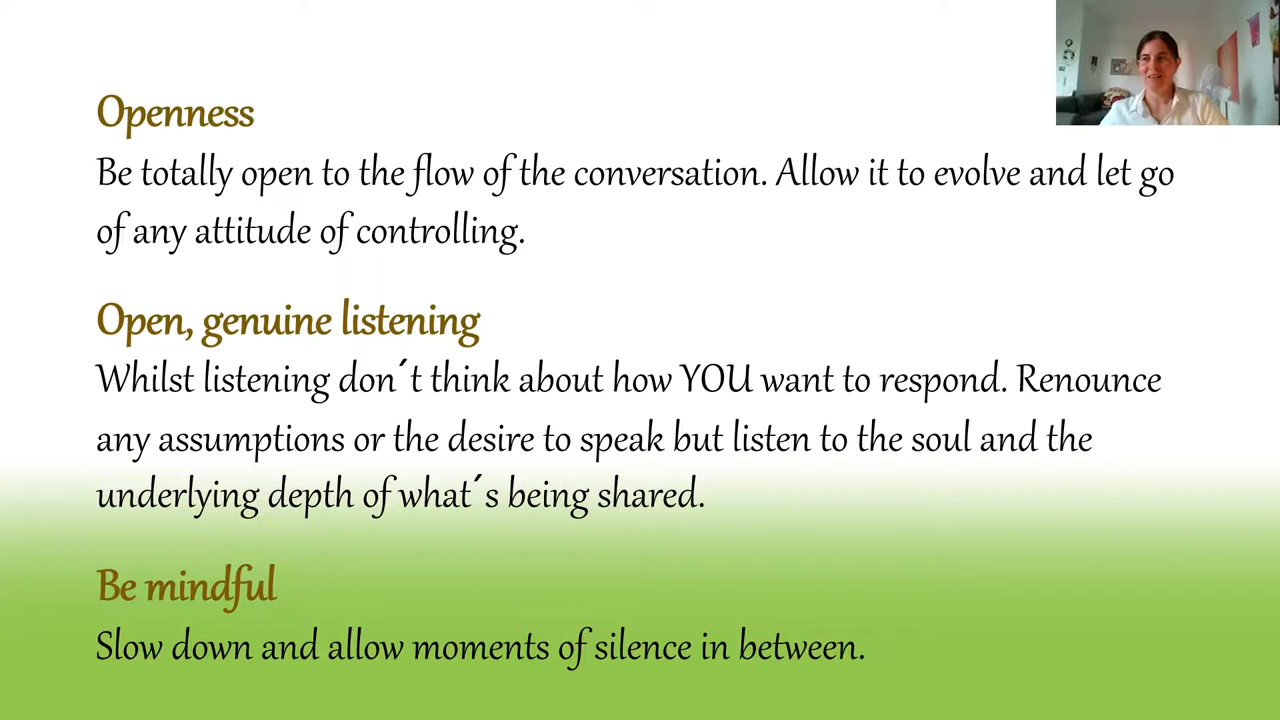 Openness
Be totally open to the flow of the conversation. Allow it to evolve and let go
of any attitude of controlling.
Open, genuine listening
Whilst listening don´t think about how YOU want to respond. Renounce
any assumptions or the desire to speak but listen to the soul and the
underlying depth of what´s being shared.
Be mindful
Slow down and allow moments of silence in between.